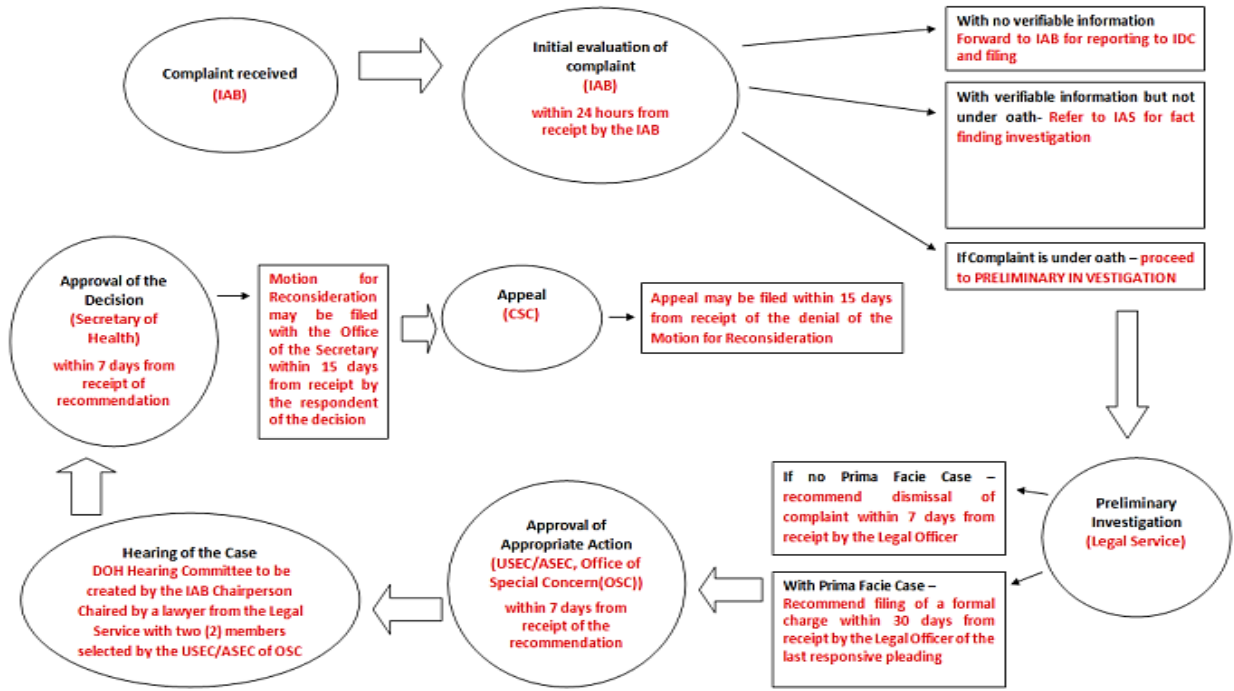 Complaint received
(IAB)
Initial evaluation of
complaint
(IAB)
within 24 hours from
receipt by the IAB
With no verifiable information
Forward to IAB for reporting to IDC
and filing
With verifiable information but not
under oath- Refer to IAS for fact
finding investigation
If Complaint is under oath – proceed
to PRELIMINARY IN VESTIGATION
Approval of the
Decision
(Secretary of
Health)
within 7 days from
receipt of
recommendation
Motion for
Reconsideration
may be filed
with the Office
of the Secretary
within 15 days
from receipt by
the respondent
of the decision
Appeal
(CSC)
Appeal may be filed within 15 days
from receipt of the denial of the
Motion for Reconsideration
Preliminary
Investigation
(Legal Service)
If no Prima Facie Case –
recommend dismissal of
complaint within 7 days from
receipt by the Legal Officer
With Prima Facie Case –
Recommend filing of a formal
charge within 30 days from
receipt by the Legal Officer of the
last responsive pleading
Approval of
Appropriate Action
(USEC/ASEC, Office of
Special Concern(OSC))
within 7 days from
receipt of the
recommendation
Hearing of the Case
DOH Hearing Committee to be
created by the IAB Chairperson
Chaired by a lawyer from the Legal
Service with two (2) members
selected by the USEC/ASEC of OSC